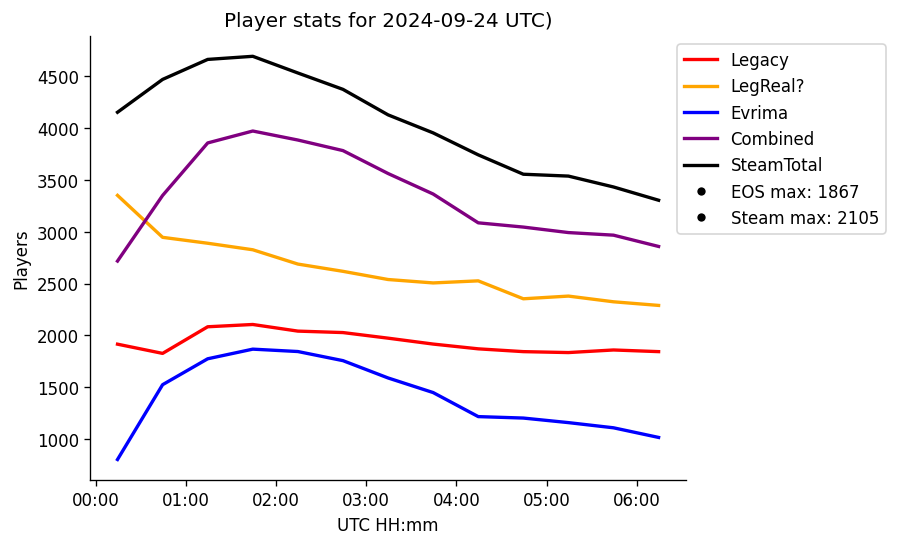 Player stats for 2024-09-24 UTC)
Players
4500
4000
3500
3000
2500
2000
1500
1000
00:00 01:00 02:00 03:00 04:00 05:00 06:00
UTC HH:mm
Legacy
LegReal?
Evrima
Combined
SteamTotal
EOS max: 1867
Steam max: 2105